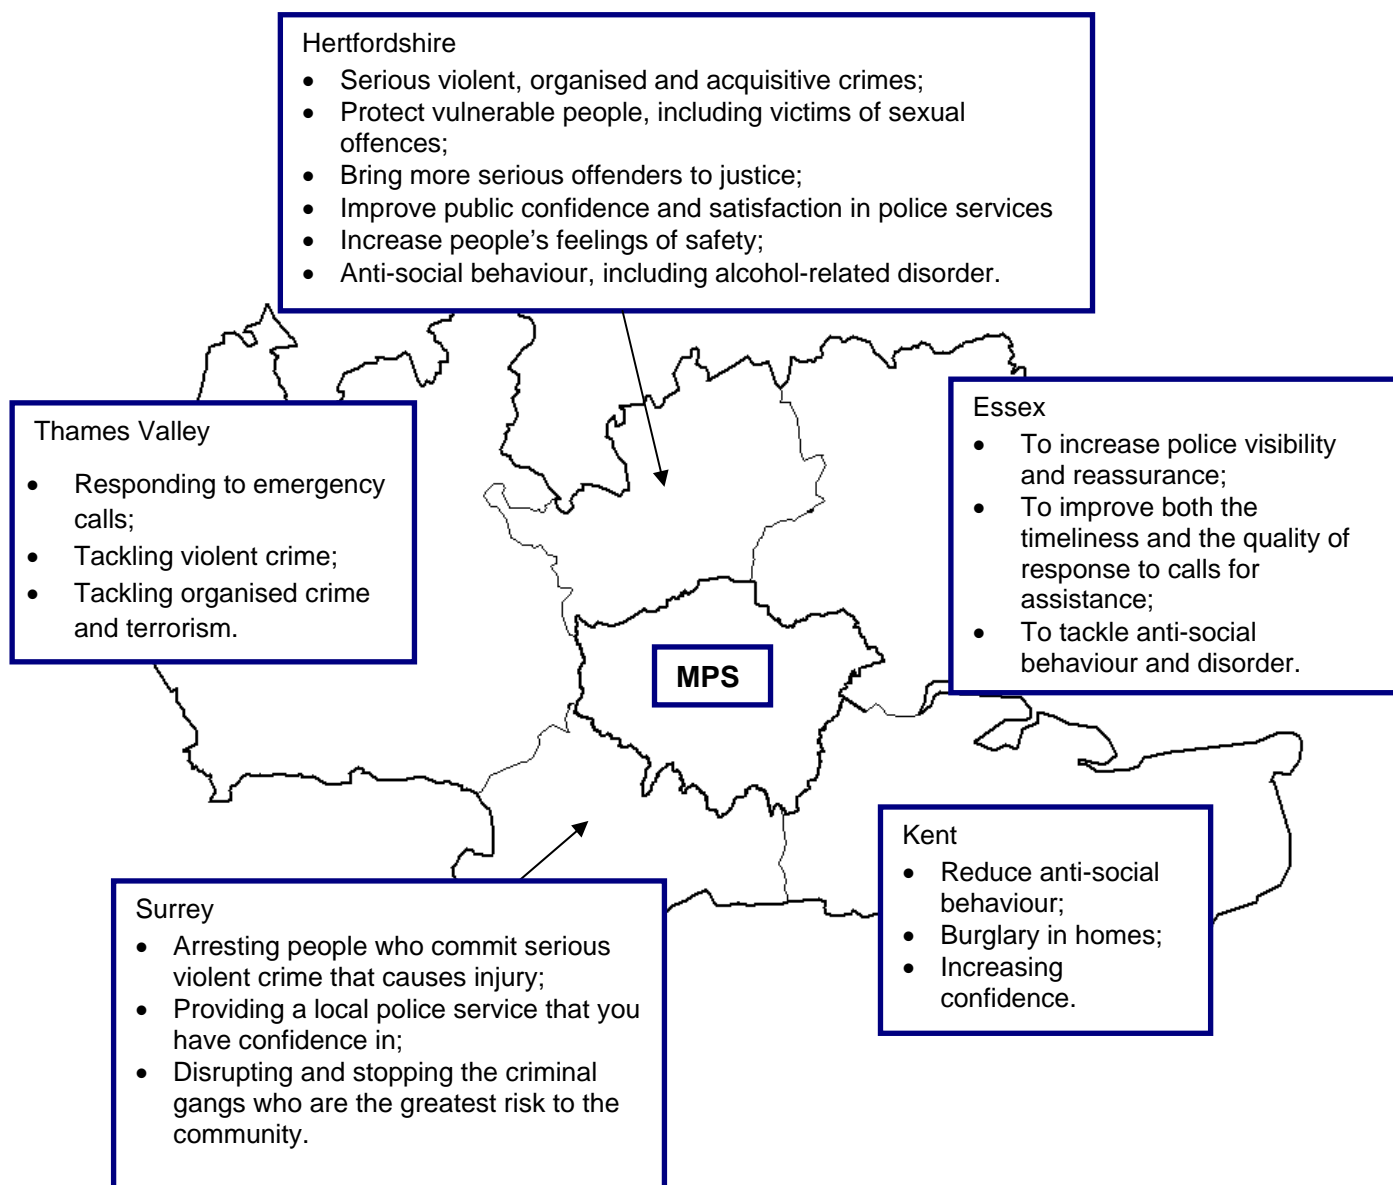 Hertfordshire
• Serious violent, organised and acquisitive crimes;
• Protect vulnerable people, including victims of sexual
offences;
• Bring more serious offenders to justice;
• Improve public confidence and satisfaction in police services
• Increase people's feelings of safety;
• Anti-social behaviour, including alcohol-related disorder.
Thames Valley
• Responding to emergency
calls;
• Tackling violent crime;
• Tackling organised crime
and terrorism.
Essex
• To increase police visibility
and reassurance;
• To improve both the
timeliness and the quality of
response to calls for
assistance;
• To tackle anti-social
behaviour and disorder.
MPS
Kent
• Reduce anti-social
behaviour;
• Burglary in homes;
• Increasing
confidence.
Surrey
• Arresting people who commit serious
violent crime that causes injury;
• Providing a local police service that you
have confidence in;
• Disrupting and stopping the criminal
gangs who are the greatest risk to the
community.